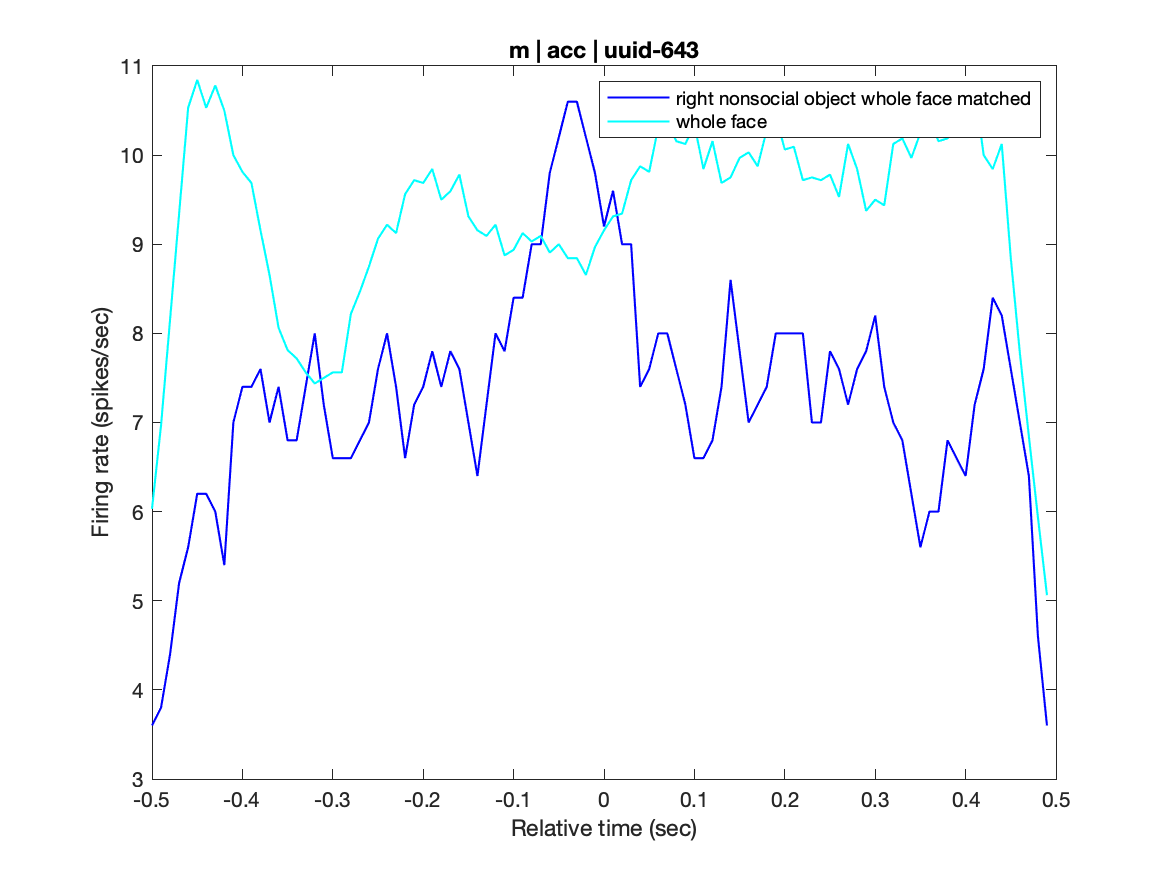 m | acc | uuid-643
right nonsocial object whole face matched
whole face
11
10
9
8
7
6
5
4
3
Firing rate (spikes/sec)
-0.5 -0.4 -0.3 -0.2 -0.1 0 0.1 0.2 0.3 0.4 0.5
Relative time (sec)